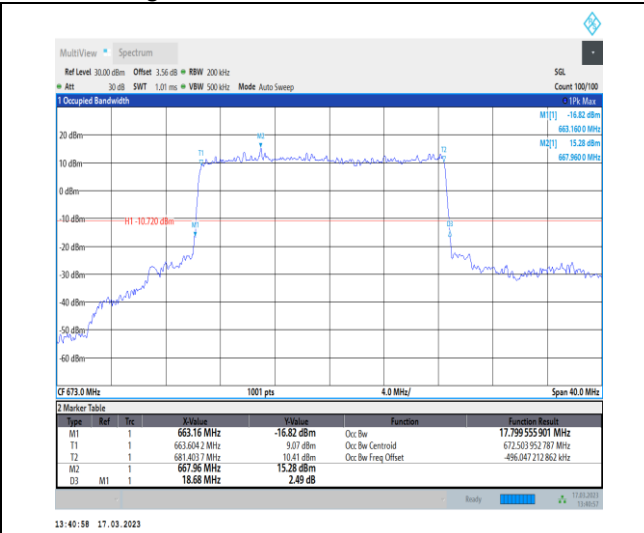 MultiView Spectrum
Ref Level 30.00 dBm Offset 3.56 dB RBW 200 kHz SGL
Att 30 dB SWT 1.01 ms VBW 500 kHz Mode Auto Sweep Count 100/100
1 Occupied Bandwidth 1Pk Max
M1[1] -16.82 dBm
663.160 0 MHz
M2[1] 15.28 dBm
667.960 0 MHz
20 dBm
M2
T1
T2
10 dBm
0 dBm
-10 dBm
H1 -10.720 dBm
M1
D3
-20 dBm
-30 dBm
-40 dBm
-50 dBm
-60 dBm
CF 673.0 MHz 1001 pts 4.0 MHz/ Span 40.0 MHz
2 Marker Table
Type Ref Trc X-Value Y-Value Function Function Result
M1 1 663.16 MHz -16.82 dBm Occ Bw 17.799 555 901 MHz
T1 1 663.604 2 MHz 9.07 dBm Occ Bw Centroid 672.503 952 787 MHz
T2 1 681.403 7 MHz 10.41 dBm Occ Bw Freq Offset -496.047 212 862 kHz
M2 1 667.96 MHz 15.28 dBm
D3 M1 1 18.68 MHz 2.49 dB
Ready 17.03.2023
13:40:57
13:40:58 17.03.2023